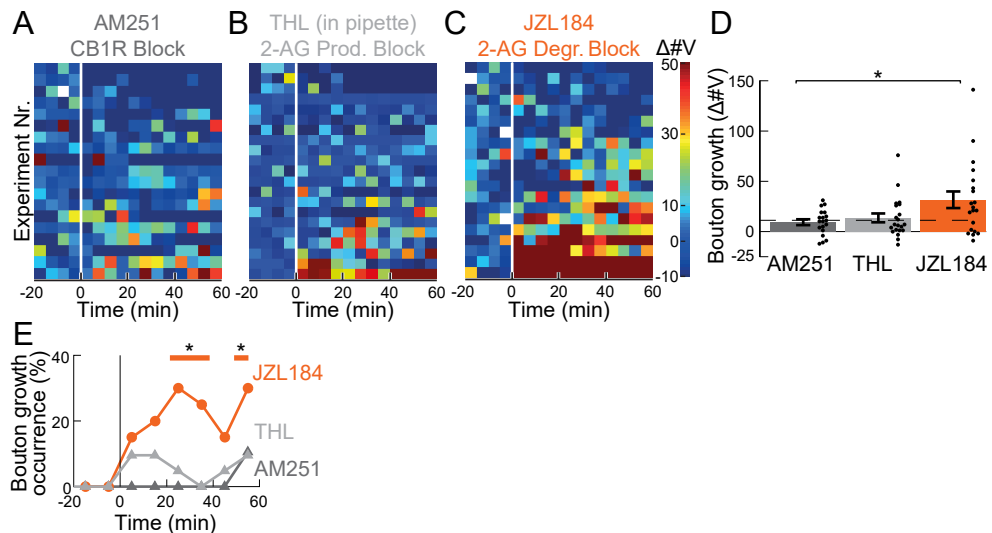 A
AM251
CB1R Block
B
THL (in pipette)
2-AG Prod. Block
C
JZL184
2-AG Degr. Block
Δ#V
50
40
30
20
10
0
-10
Experiment Nr.
-20 0 20 40 60
Time (min)
-20 0 20 40 60
Time (min)
-20 0 20 40 60
Time (min)
D
Bouton growth (Δ#V)
150
100
50
0
-25
*
AM251 THL JZL184
E
Bouton growth
occurrence (%)
40
20
0
* *
JZL184
THL
AM251
-20 0 20 40 60
Time (min)